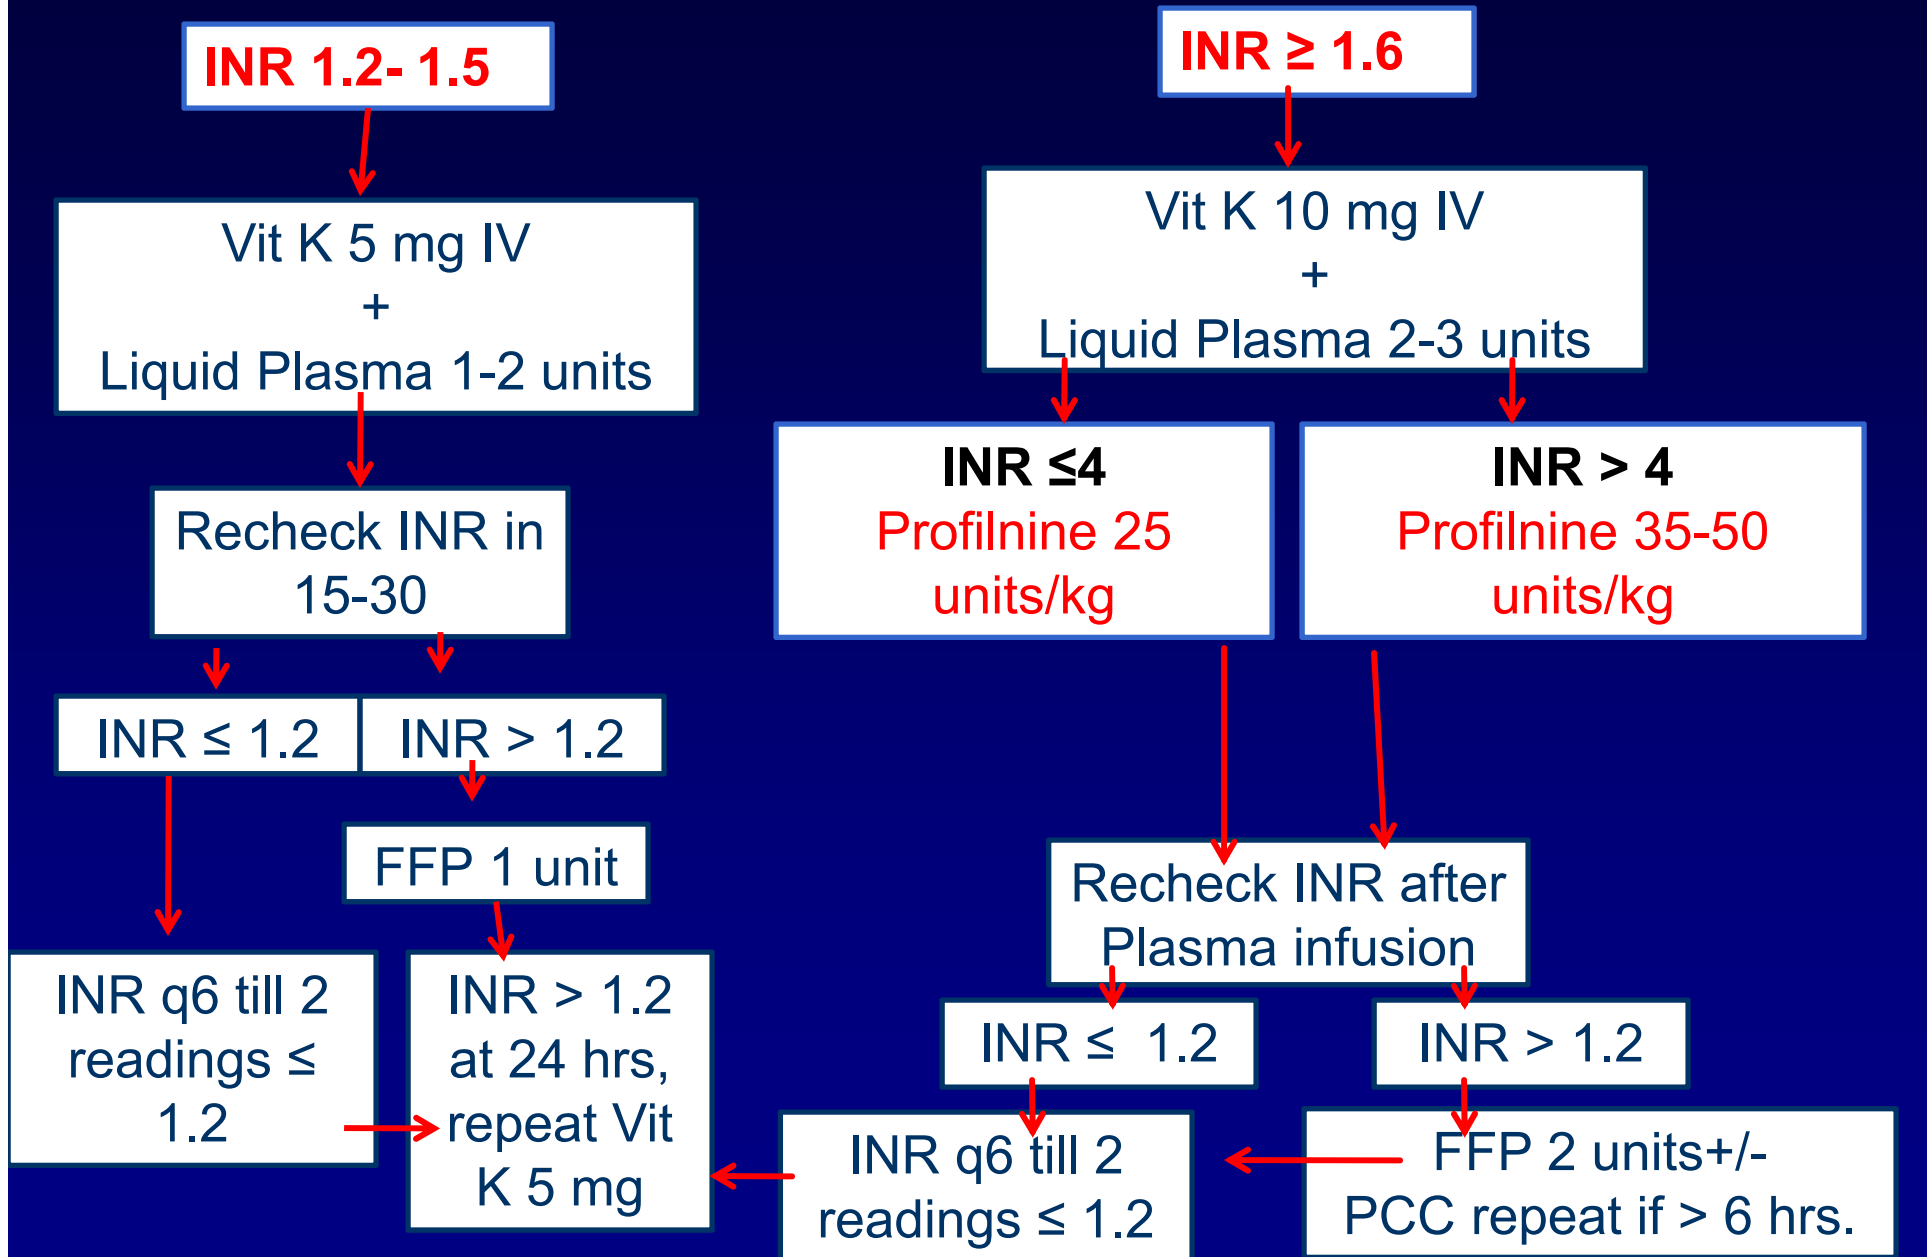 INR 1.2- 1.5
Vit K 5 mg IV
+
Liquid Plasma 1-2 units
Recheck INR in
15-30
INR ≤ 1.2
INR > 1.2
FFP 1 unit
INR q6 till 2
readings ≤
1.2
INR > 1.2
at 24 hrs,
repeat Vit
K 5 mg
INR ≥ 1.6
Vit K 10 mg IV
+
Liquid Plasma 2-3 units
INR ≤4
Profilnine 25
units/kg
INR > 4
Profilnine 35-50
units/kg
Recheck INR after
Plasma infusion
INR ≤ 1.2
INR > 1.2
INR q6 till 2
readings ≤ 1.2
FFP 2 units+/-
PCC repeat if > 6 hrs.